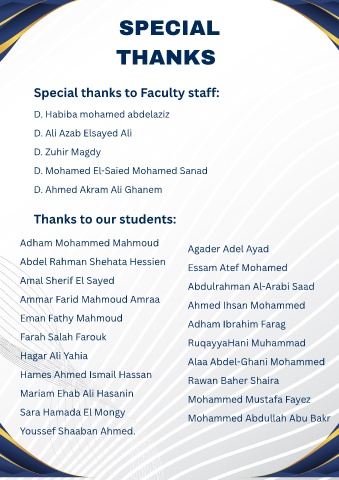 SPECIAL
THANKS
Special thanks to Faculty staff:
D. Habiba mohamed abdelaziz
D. Ali Azab Elsayed Ali
D. Zuhir Magdy
D. Mohamed El-Saied Mohamed Sanad
D. Ahmed Akram Ali Ghanem
Thanks to our students:
Adham Mohammed Mahmoud
Abdel Rahman Shehata Hessien
Amal Sherif El Sayed
Ammar Farid Mahmoud Amraa
Eman Fathy Mahmoud
Farah Salah Farouk
Hagar Ali Yahia
Hames Ahmed Ismail Hassan
Mariam Ehab Ali Hasanin
Sara Hamada El Mongy
Youssef Shaaban Ahmed.
Agader Adel Ayad
Essam Atef Mohamed
Abdulrahman Al-Arabi Saad
Ahmed Ihsan Mohammed
Adham Ibrahim Farag
RuqayyaHani Muhammad
Alaa Abdel-Ghani Mohammed
Rawan Baher Shaira
Mohammed Mustafa Fayez
Mohammed Abdullah Abu Bakr